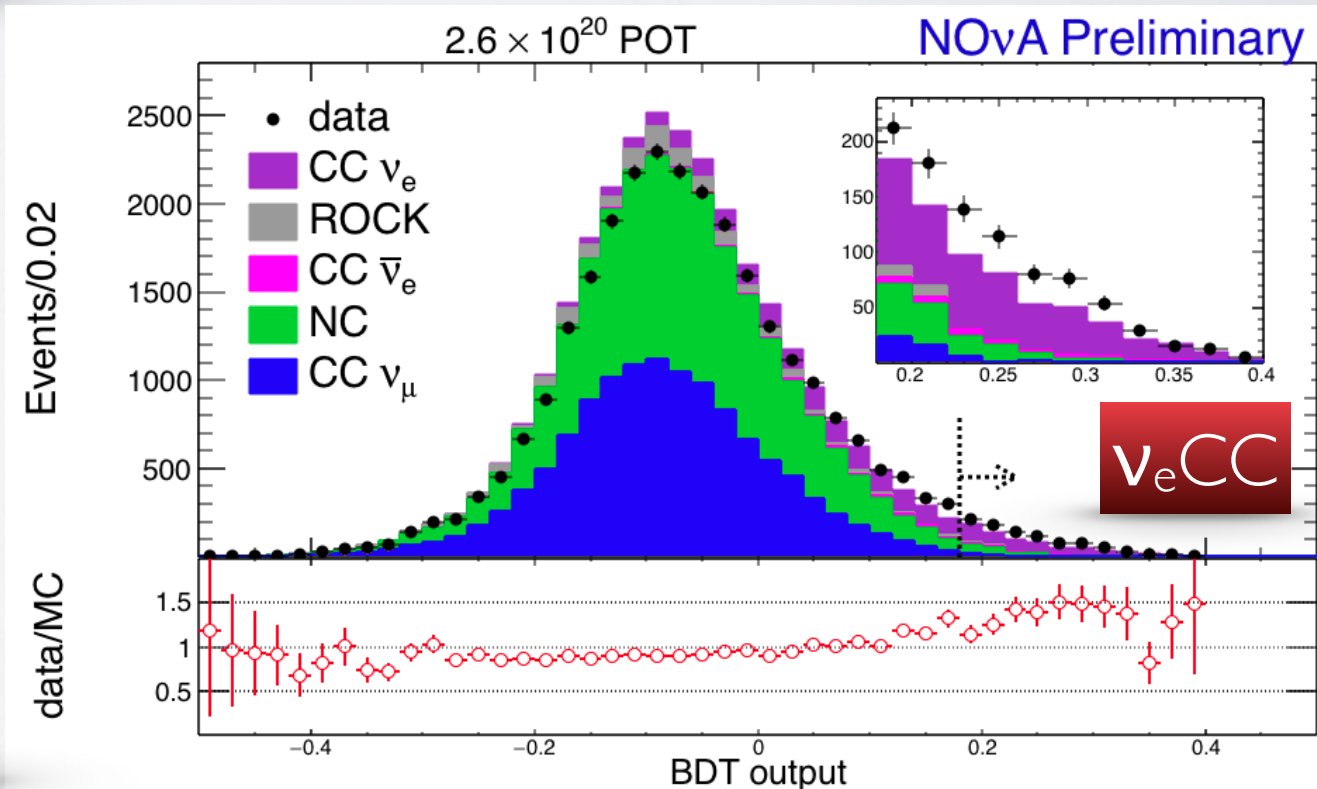 2.6 × 10²⁰ POT
NOνA Preliminary
Events/0.02
2500
2000
1500
1000
500
data
CC νₑ
ROCK
CC ν̅ₑ
NC
CC ν_μ
200
150
100
50
0.2
0.25
0.3
0.35
0.4
νₑCC
data/MC
1.5
1
0.5
−0.4
−0.2
0
0.2
0.4
BDT output